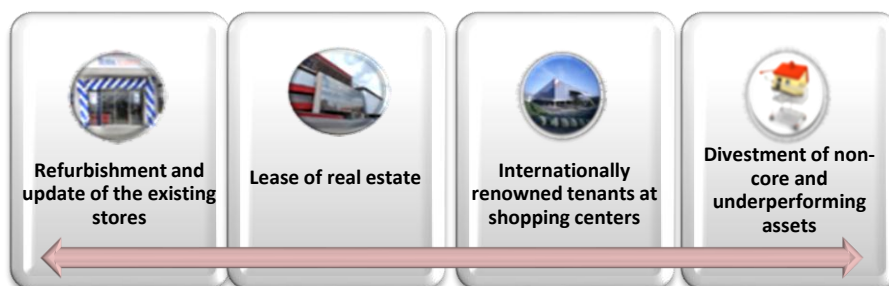 Refurbishment and
update of the existing
stores
Lease of real estate
Internationally
renowned tenants at
shopping centers
Divestment of non-
core and
underperforming
assets